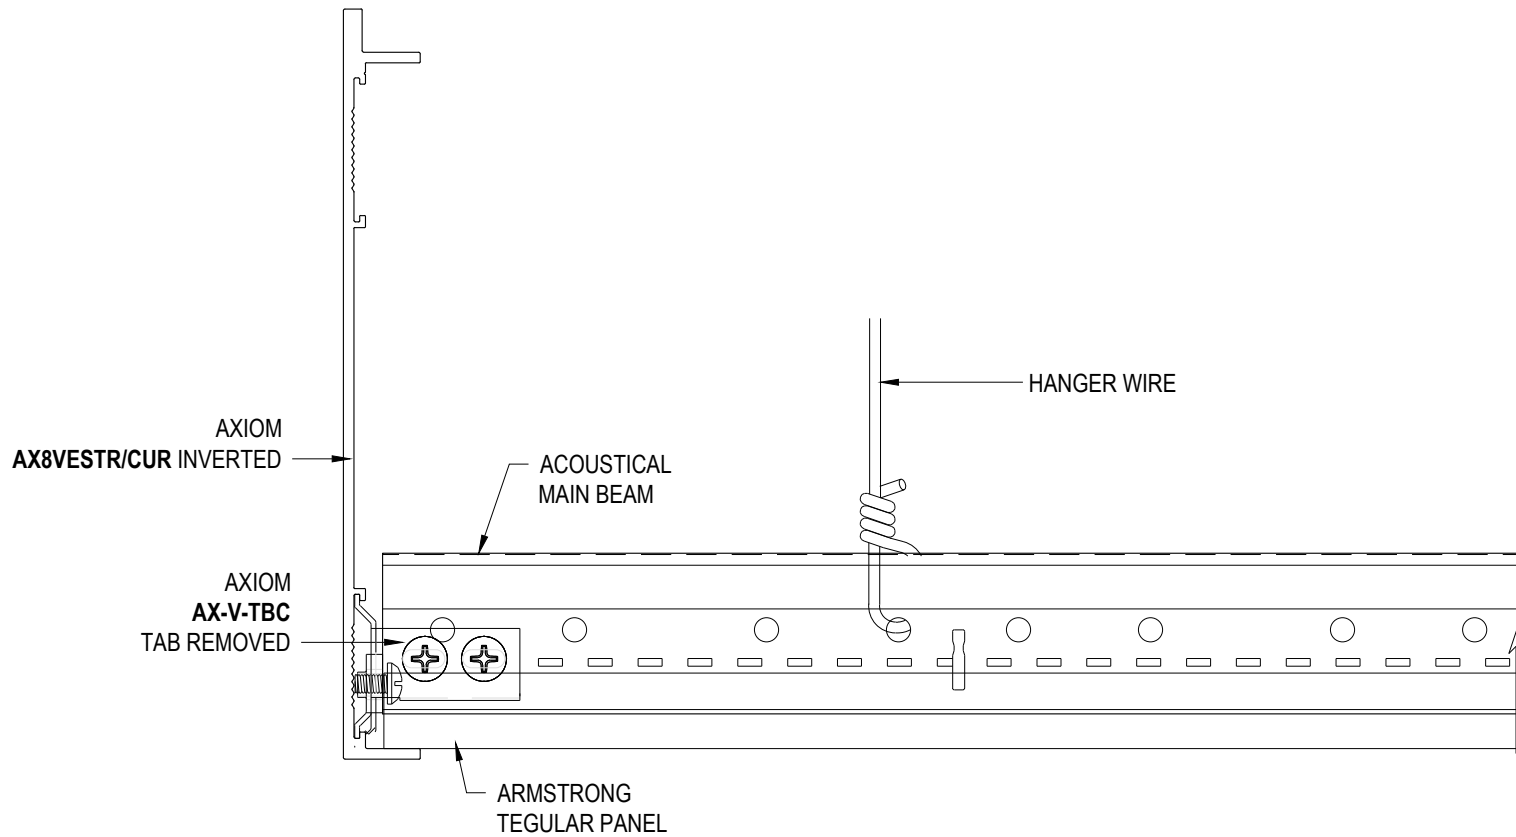 HANGER WIRE
AXIOM
AX8VESTR/CUR INVERTED
ACOUSTICAL
MAIN BEAM
AXIOM
AX-V-TBC
TAB REMOVED
ARMSTRONG
TEGULAR PANEL